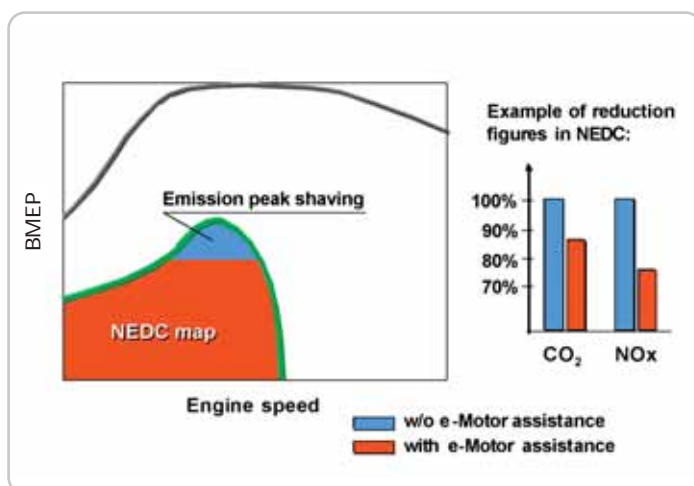 BMEP
Emission peak shaving
NEDC map
Engine speed
Example of reduction
figures in NEDC:
100%
90%
80%
70%
CO₂
NOx
w/o e-Motor assistance
with e-Motor assistance